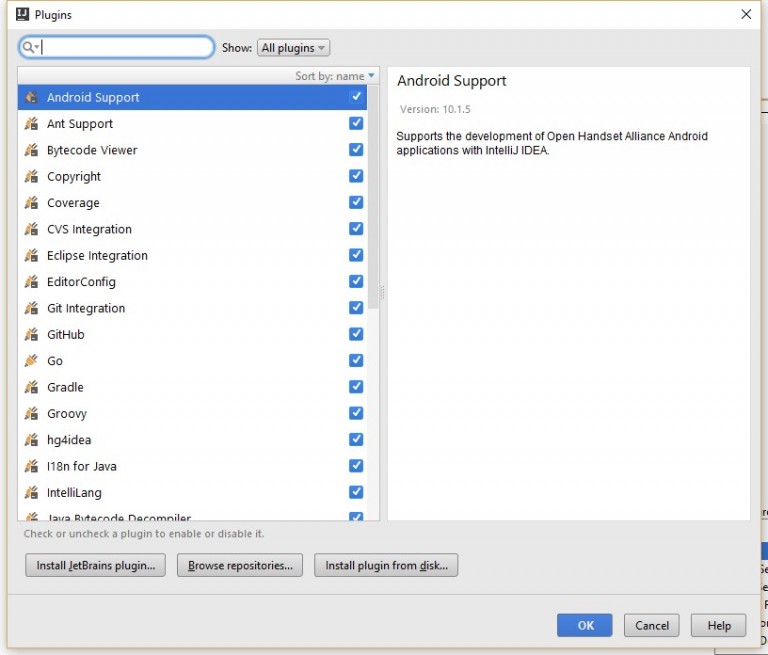 Plugins
Show: All plugins
Sort by: name
Android Support
Ant Support
Bytecode Viewer
Copyright
Coverage
CVS Integration
Eclipse Integration
EditorConfig
Git Integration
GitHub
Go
Gradle
Groovy
hg4idea
I18n for Java
IntelliLang
Java Bytecode Decompiler
Android Support
Version: 10.1.5
Supports the development of Open Handset Alliance Android
applications with IntelliJ IDEA.
Check or uncheck a plugin to enable or disable it.
Install JetBrains plugin...
Browse repositories...
Install plugin from disk...
OK
Cancel
Help